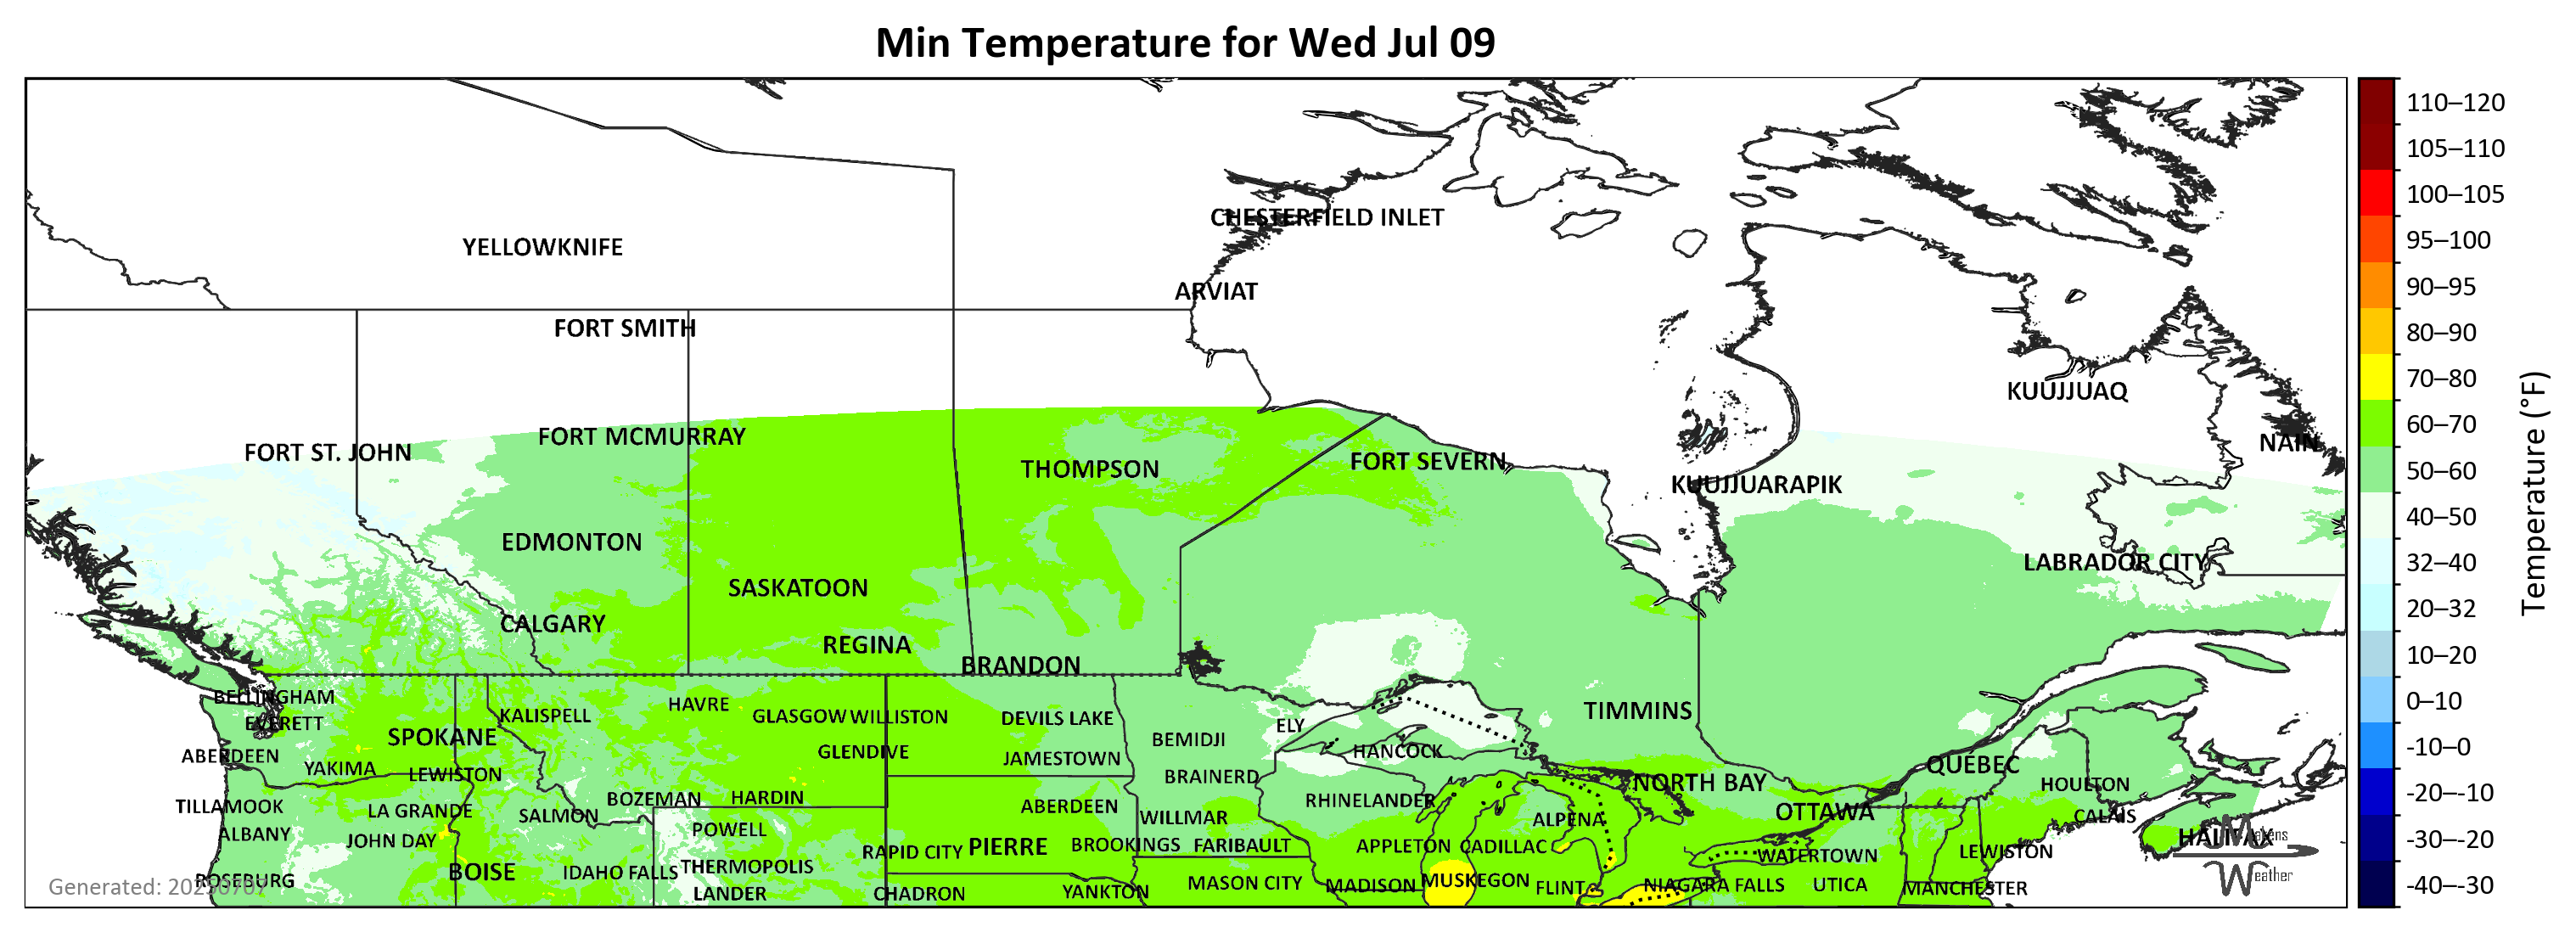 Min Temperature for Wed Jul 09
CHESTERFIELD INLET
YELLOWKNIFE
ARVIAT
FORT SMITH
KUUJJUAQ
FORT MCMURRAY
NAIN
FORT ST. JOHN
FORT SEVERN
THOMPSON
KUUJJUARAPIK
EDMONTON
LABRADOR CITY
SASKATOON
CALGARY
REGINA
BRANDON
BELLINGHAM
HAVRE
KALISPELL
GLASGOW
WILLISTON
DEVILS LAKE
TIMMINS
EVERETT
ELY
SPOKANE
BEMIDJI
GLENDIVE
HANCOCK
ABERDEEN
JAMESTOWN
QUÉBEC
YAKIMA
LEWISTON
BRAINERD
NORTH BAY
HOULTON
BOZEMAN
HARDIN
RHINELANDER
TILLAMOOK
ABERDEEN
LA GRANDE
OTTAWA
SALMON
WILLMAR
CALAIS
ALPENA
POWELL
ALBANY
HALIFAX
JOHN DAY
BROOKINGS
FARIBAULT
APPLETON
CADILLAC
PIERRE
RAPID CITY
LEWISTON
WATERTOWN
THERMOPOLIS
BOISE
IDAHO FALLS
ROSEBURG
MUSKEGON
MASON CITY
MADISON
FLINT
NIAGARA FALLS
UTICA
MANCHESTER
LANDER
CHADRON
YANKTON
Generated: 20250707
Makens
Weather
110–120
105–110
100–105
95–100
90–95
80–90
70–80
60–70
50–60
40–50
32–40
20–32
10–20
0–10
-10–0
-20–-10
-30–-20
-40–-30
Temperature (°F)